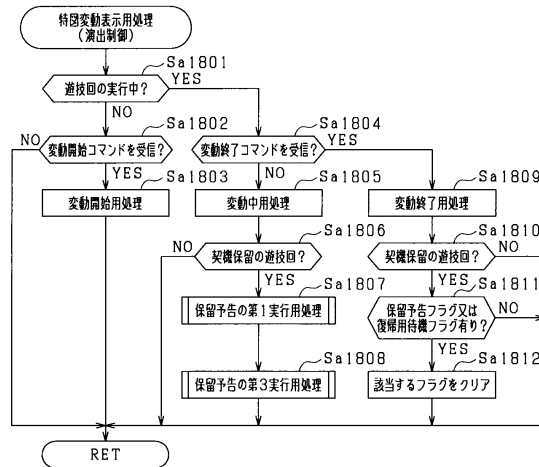 特図変動表示用処理
(演出制御)
Sa1801
遊技回の実行中?
YES
NO
Sa1802
Sa1804
NO
変動開始コマンドを受信?
変動終了コマンドを受信?
YES
YES
NO
Sa1803
Sa1805
Sa1809
変動開始用処理
変動中用処理
変動終了用処理
Sa1806
Sa1810
NO
契機保留の遊技回?
契機保留の遊技回?
NO
YES
YES
Sa1807
Sa1811
保留予告の第1実行用処理
保留予告フラグ又は
復帰用待機フラグ有り?
NO
YES
Sa1808
Sa1812
保留予告の第3実行用処理
該当するフラグをクリア
RET